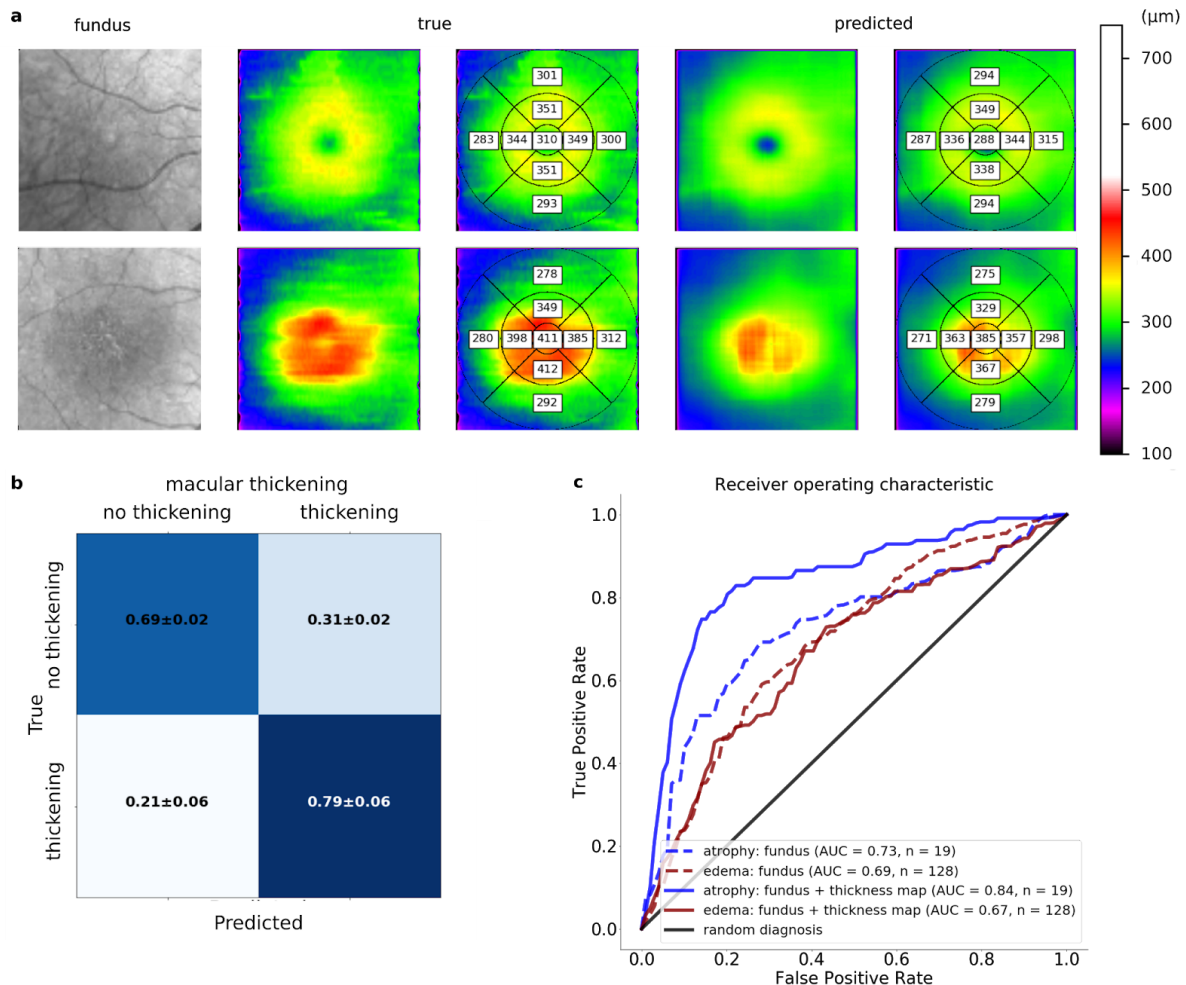 a
fundus true predicted (μm)
301
351
283 344 310 349 300
351
293
294
349
287 336 288 344 315
338
294
278
349
280 398 411 385 312
412
292
275
329
271 363 385 357 298
367
279
700
600
500
400
300
200
100
b
macular thickening
no thickening thickening
True
no thickening
thickening
0.69±0.02 0.31±0.02
0.21±0.06 0.79±0.06
Predicted
c
Receiver operating characteristic
True Positive Rate
1.0
0.8
0.6
0.4
0.2
0.0
atrophy: fundus (AUC = 0.73, n = 19)
edema: fundus (AUC = 0.69, n = 128)
atrophy: fundus + thickness map (AUC = 0.84, n = 19)
edema: fundus + thickness map (AUC = 0.67, n = 128)
random diagnosis
0.0 0.2 0.4 0.6 0.8 1.0
False Positive Rate